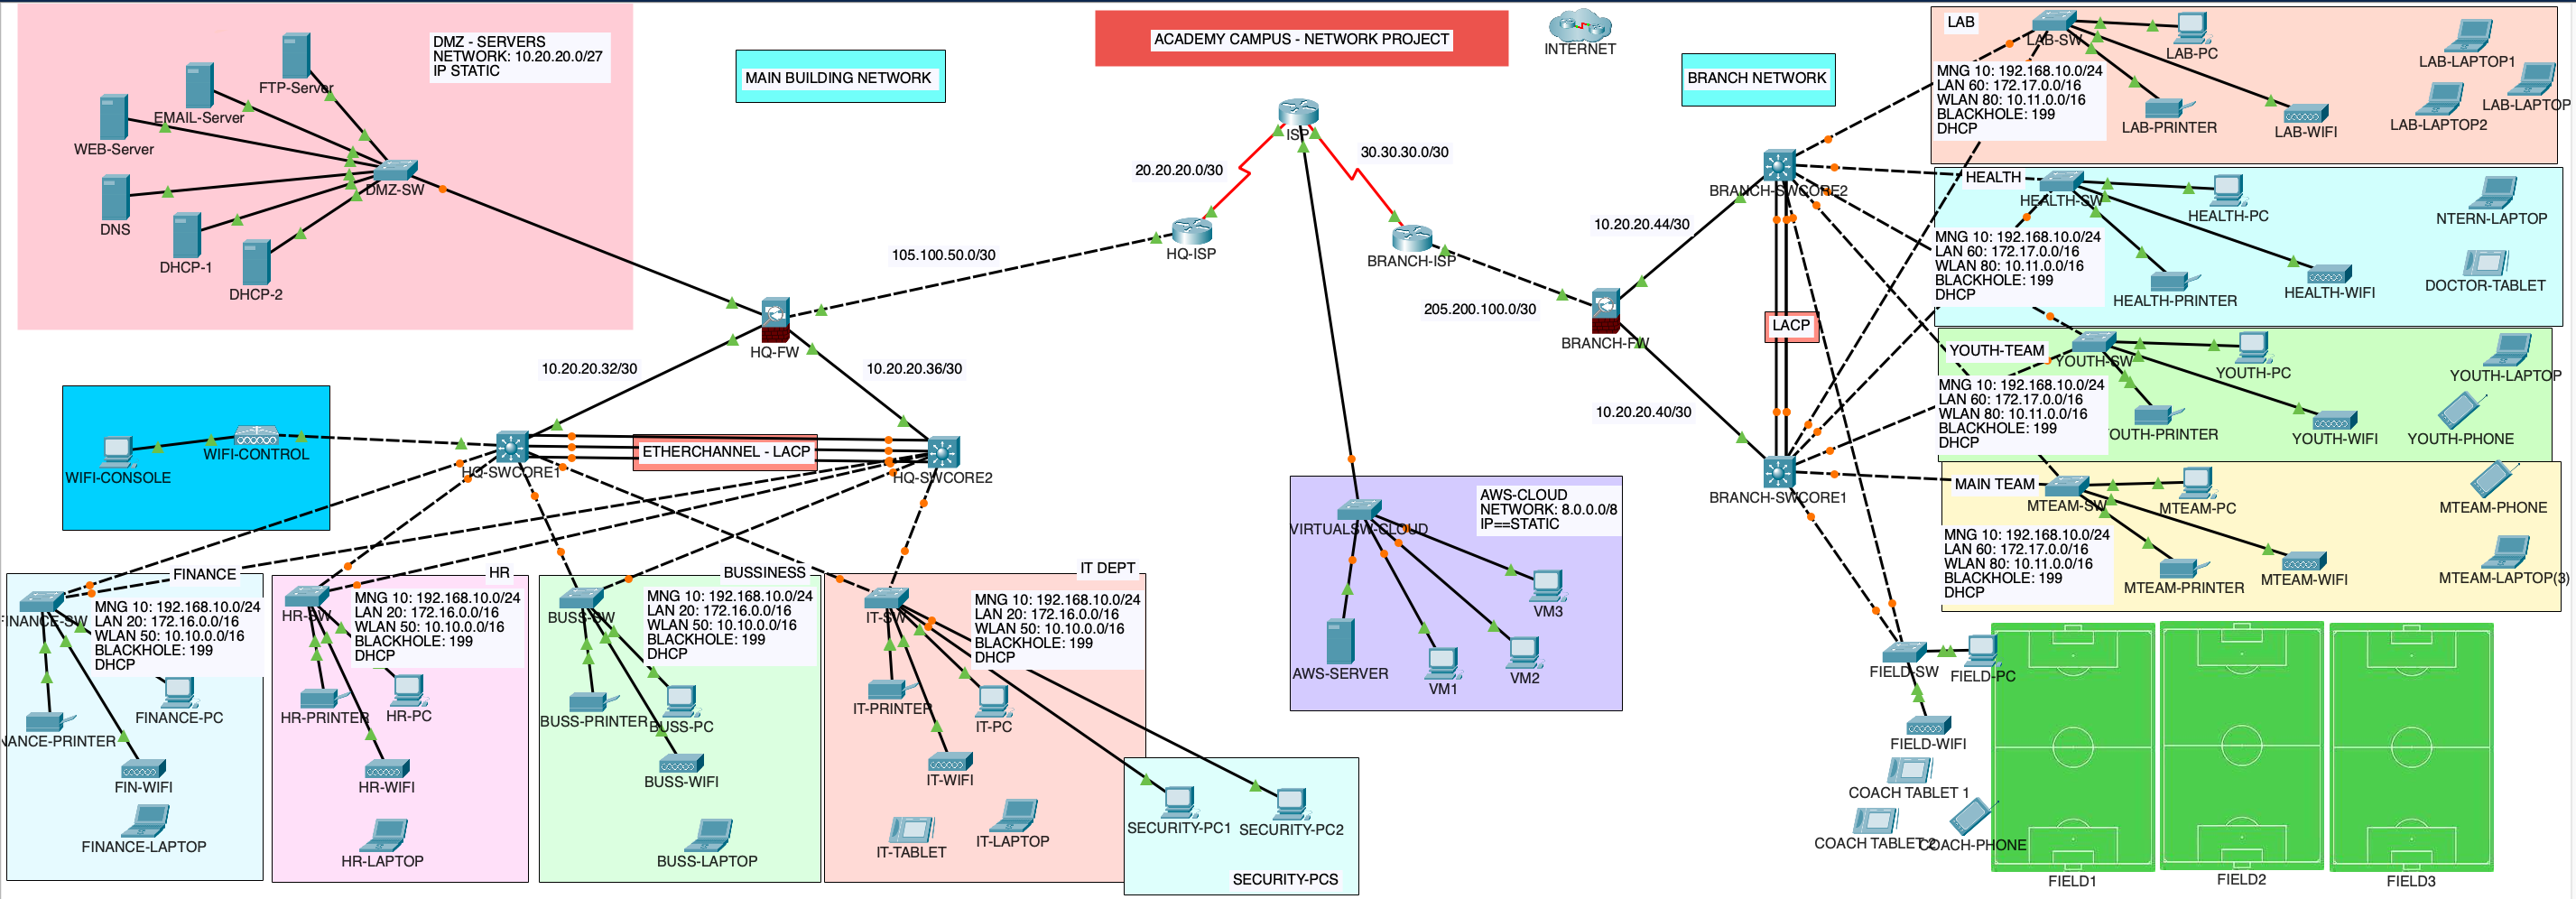 ACADEMY CAMPUS - NETWORK PROJECT
INTERNET
MAIN BUILDING NETWORK
BRANCH NETWORK
DMZ - SERVERS
NETWORK: 10.20.20.0/27
IP STATIC
FTP-Server
EMAIL-Server
WEB-Server
DNS
DHCP-1
DHCP-2
DMZ-SW
ISP
20.20.20.0/30
30.30.30.0/30
HQ-ISP
BRANCH-ISP
105.100.50.0/30
205.200.100.0/30
HQ-FW
BRANCH-FW
10.20.20.32/30
10.20.20.36/30
10.20.20.44/30
10.20.20.40/30
WIFI-CONSOLE
WIFI-CONTROL
HQ-SWCORE1
ETHERCHANNEL - LACP
HQ-SWCORE2
BRANCH-SWCORE2
LACP
BRANCH-SWCORE1
FINANCE
FINANCE-SW
MNG 10: 192.168.10.0/24
LAN 20: 172.16.0.0/16
WLAN 50: 10.10.0.0/16
BLACKHOLE: 199
DHCP
FINANCE-PC
NANCE-PRINTER
FIN-WIFI
FINANCE-LAPTOP
HR
HR-SW
MNG 10: 192.168.10.0/24
LAN 20: 172.16.0.0/16
WLAN 50: 10.10.0.0/16
BLACKHOLE: 199
DHCP
HR-PRINTER
HR-PC
HR-WIFI
HR-LAPTOP
BUSSINESS
BUSS-SW
MNG 10: 192.168.10.0/24
LAN 20: 172.16.0.0/16
WLAN 50: 10.10.0.0/16
BLACKHOLE: 199
DHCP
BUSS-PRINTER
BUSS-PC
BUSS-WIFI
BUSS-LAPTOP
IT DEPT
IT-SW
MNG 10: 192.168.10.0/24
LAN 20: 172.16.0.0/16
WLAN 50: 10.10.0.0/16
BLACKHOLE: 199
DHCP
IT-PRINTER
IT-PC
IT-WIFI
IT-TABLET
IT-LAPTOP
SECURITY-PC1
SECURITY-PC2
SECURITY-PCS
AWS-CLOUD
NETWORK: 8.0.0.0/8
IP==STATIC
VIRTUALSW-CLOUD
AWS-SERVER
VM1
VM2
VM3
LAB
LAB-SW
MNG 10: 192.168.10.0/24
LAN 60: 172.17.0.0/16
WLAN 80: 10.11.0.0/16
BLACKHOLE: 199
DHCP
LAB-PC
LAB-PRINTER
LAB-WIFI
LAB-LAPTOP1
LAB-LAPTOP2
LAB-LAPTOP
HEALTH
HEALTH-SW
MNG 10: 192.168.10.0/24
LAN 60: 172.17.0.0/16
WLAN 80: 10.11.0.0/16
BLACKHOLE: 199
DHCP
HEALTH-PC
HEALTH-PRINTER
HEALTH-WIFI
NTERN-LAPTOP
DOCTOR-TABLET
YOUTH-TEAM
YOUTH-SW
MNG 10: 192.168.10.0/24
LAN 60: 172.17.0.0/16
WLAN 80: 10.11.0.0/16
BLACKHOLE: 199
DHCP
YOUTH-PC
OUTH-PRINTER
YOUTH-WIFI
YOUTH-LAPTOP
YOUTH-PHONE
MAIN TEAM
MTEAM-SW
MNG 10: 192.168.10.0/24
LAN 60: 172.17.0.0/16
WLAN 80: 10.11.0.0/16
BLACKHOLE: 199
DHCP
MTEAM-PC
MTEAM-PRINTER
MTEAM-WIFI
MTEAM-PHONE
MTEAM-LAPTOP(3)
FIELD-SW
FIELD-PC
FIELD-WIFI
COACH TABLET 1
COACH TABLET 2
COACH-PHONE
FIELD1
FIELD2
FIELD3